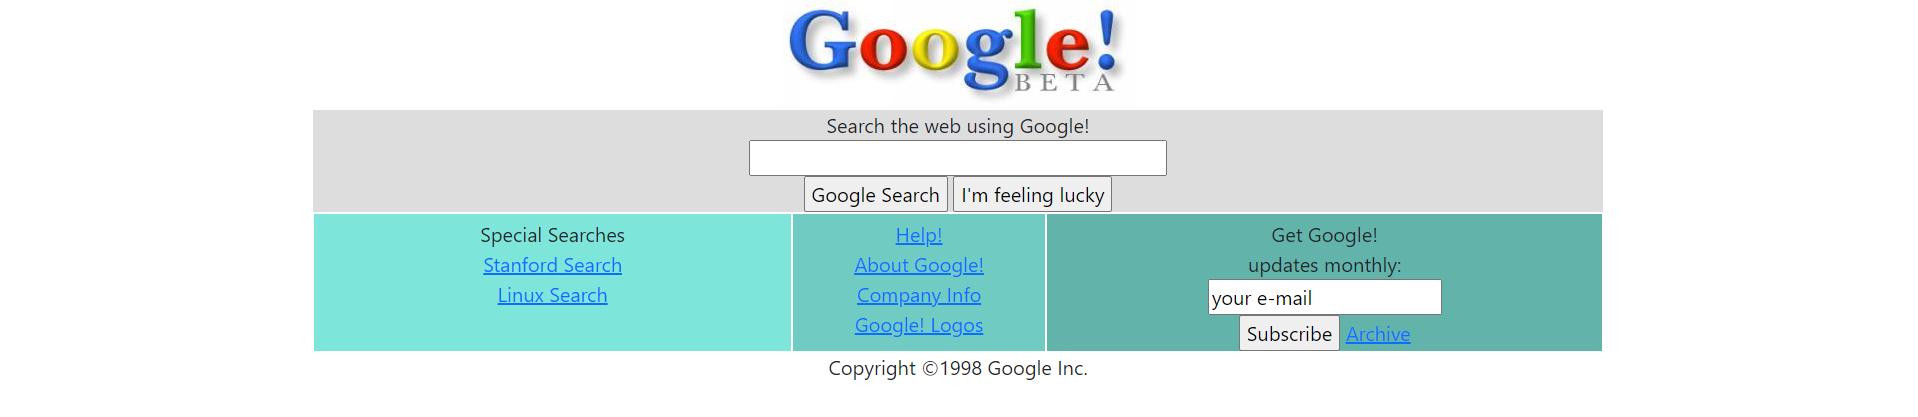 Google!
BETA
Search the web using Google!
Google Search I'm feeling lucky
Special Searches
Stanford Search
Linux Search
Help!
About Google!
Company Info
Google! Logos
Get Google!
updates monthly:
your e-mail
Subscribe Archive
Copyright ©1998 Google Inc.